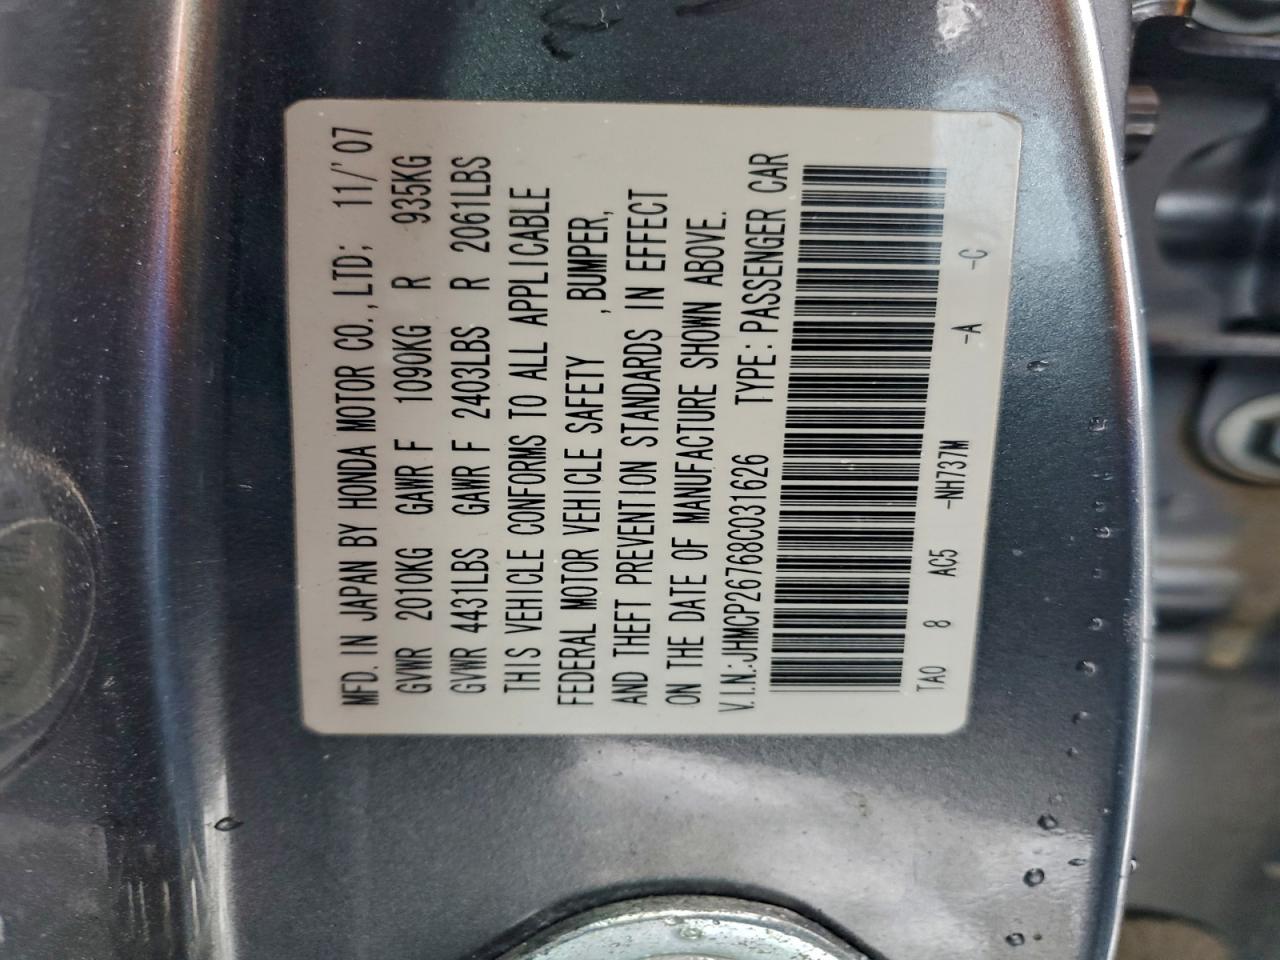 MFD. IN JAPAN BY HONDA MOTOR CO., LTD: 11/' 07
GVWR 2010KG GAWR F 1090KG R 935KG
GVWR 4431LBS GAWR F 2403LBS R 2061LBS
THIS VEHICLE CONFORMS TO ALL APPLICABLE
FEDERAL MOTOR VEHICLE SAFETY ,BUMPER,
AND THEFT PREVENTION STANDARDS IN EFFECT
ON THE DATE OF MANUFACTURE SHOWN ABOVE.
V.I.N.:JHMCP26768C031626 TYPE:PASSENGER CAR
TA0 8 AC5 -NH737M -A -C